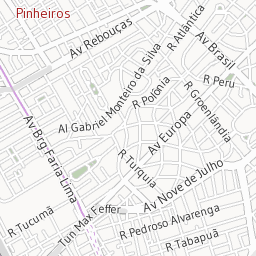 Pinheiros
Av Rebouças
R Atlântica
Av Brasil
Al Gabriel Monteiro da Silva
R Polônia
R Peru
R Groenlândia
Av Brg Faria Lima
Av Europa
R Turquia
Av Nove de Julho
R Tucumã
Tun Max Feffer
R Pedroso Alvarenga
R Tabapuã